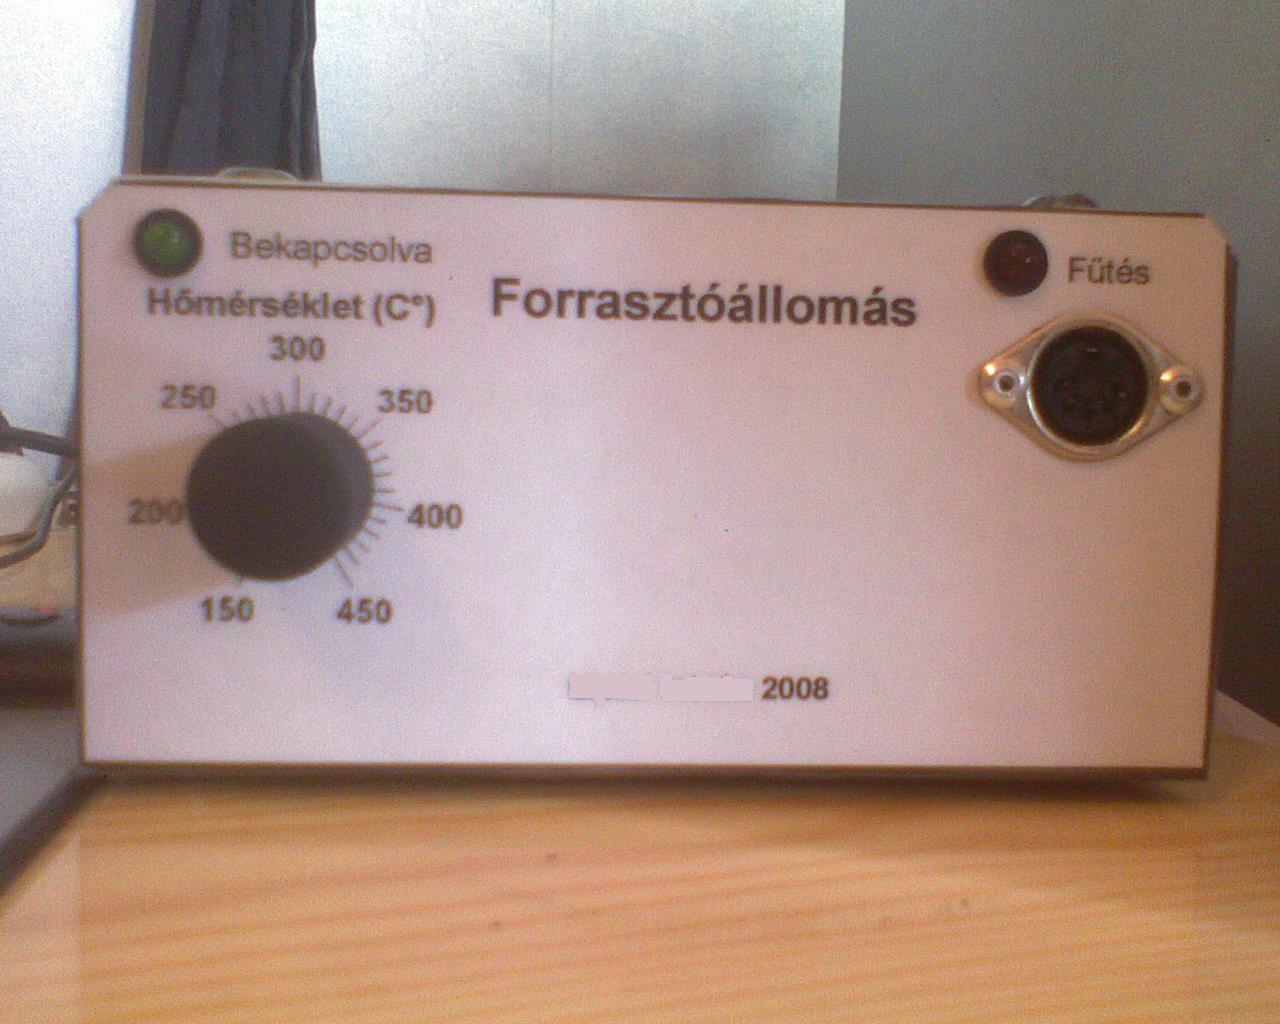 Bekapcsolva
Hőmérséklet (C°)
Forrasztóállomás
Fűtés
300
250
350
200
400
150
450
2008